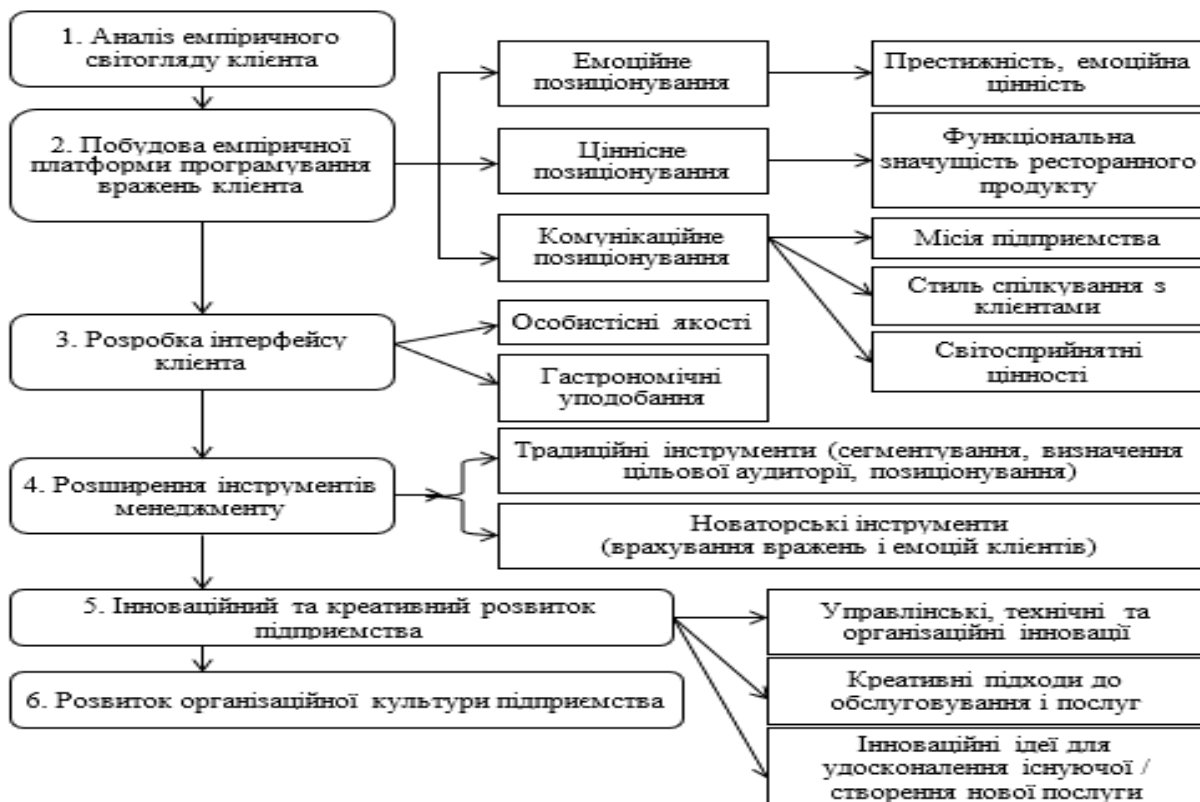 1. Аналіз емпіричного
світогляду клієнта
2. Побудова емпіричної
платформи програмування
вражень клієнта
Емоційне
позиціонування
Престижність, емоційна
цінність
Ціннісне
позиціонування
Функціональна
значущість ресторанного
продукту
Комунікаційне
позиціонування
Місія підприємства
Стиль спілкування з
клієнтами
Світосприйнятні
цінності
3. Розробка інтерфейсу
клієнта
Особистісні якості
Гастрономічні
уподобання
4. Розширення інструментів
менеджменту
Традиційні інструменти (сегментування, визначення
цільової аудиторії, позиціонування)
Новаторські інструменти
(врахування вражень і емоцій клієнтів)
5. Інноваційний та креативний розвиток
підприємства
Управлінські, технічні та
організаційні інновації
Креативні підходи до
обслуговування і послуг
Інноваційні ідеї для
удосконалення існуючої /
створення нової послуги
6. Розвиток організаційної культури підприємства